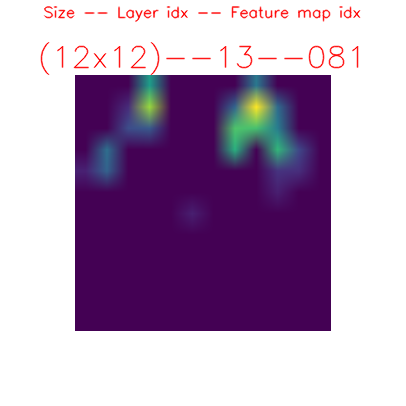 Size -- Layer idx -- Feature map idx
(12x12)--13--081